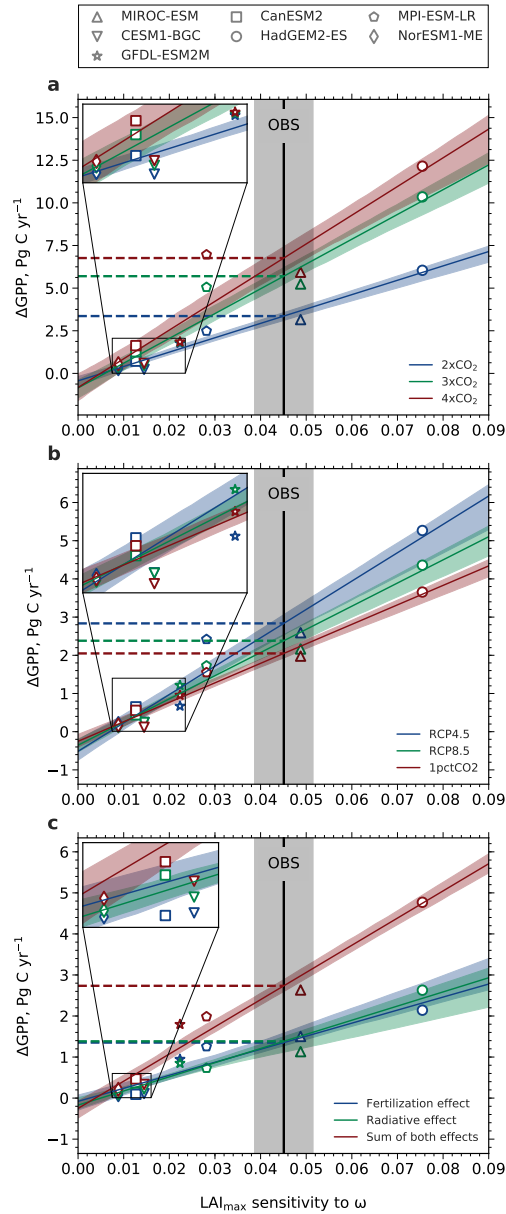 MIROC-ESM CanESM2 MPI-ESM-LR
CESM1-BGC HadGEM2-ES NorESM1-ME
GFDL-ESM2M
a
OBS
15.0
12.5
10.0
7.5
5.0
2.5
0.0
ΔGPP, Pg C yr⁻¹
2xCO₂
3xCO₂
4xCO₂
0.00 0.01 0.02 0.03 0.04 0.05 0.06 0.07 0.08 0.09
b
OBS
6
5
4
3
2
1
0
−1
ΔGPP, Pg C yr⁻¹
RCP4.5
RCP8.5
1pctCO2
0.00 0.01 0.02 0.03 0.04 0.05 0.06 0.07 0.08 0.09
c
OBS
6
5
4
3
2
1
0
−1
ΔGPP, Pg C yr⁻¹
Fertilization effect
Radiative effect
Sum of both effects
0.00 0.01 0.02 0.03 0.04 0.05 0.06 0.07 0.08 0.09
LAI_max sensitivity to ω